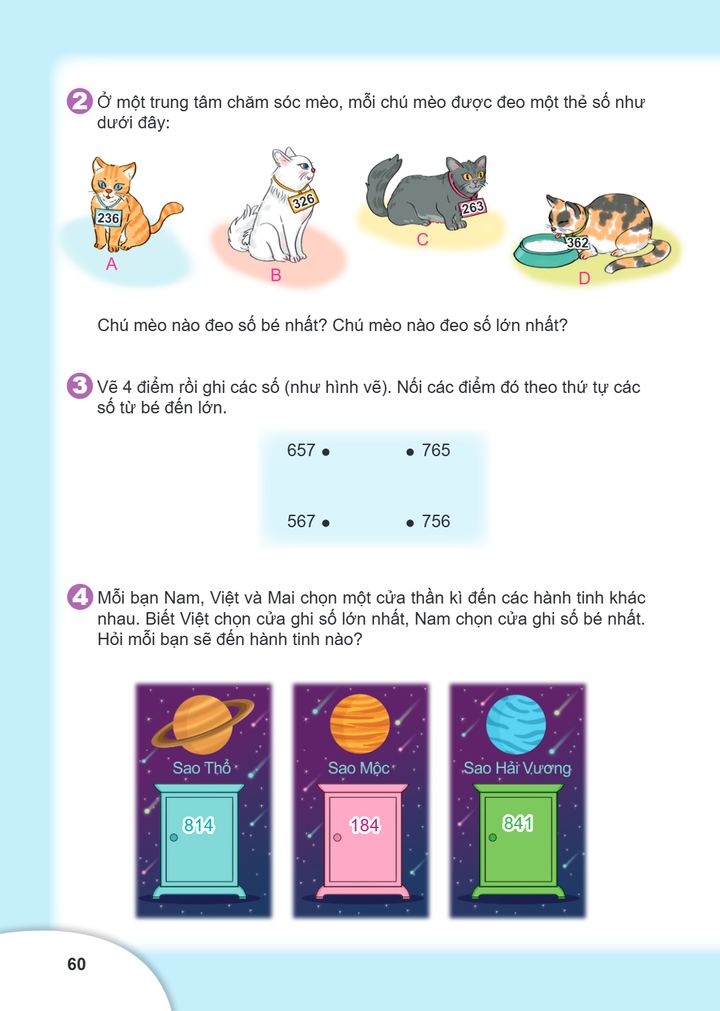 2 Ở một trung tâm chăm sóc mèo, mỗi chú mèo được đeo một thẻ số như
dưới đây:
236
326
263
362
A
B
C
D
Chú mèo nào đeo số bé nhất? Chú mèo nào đeo số lớn nhất?
3 Vẽ 4 điểm rồi ghi các số (như hình vẽ). Nối các điểm đó theo thứ tự các
số từ bé đến lớn.
657 • • 765
567 • • 756
4 Mỗi bạn Nam, Việt và Mai chọn một cửa thần kì đến các hành tinh khác
nhau. Biết Việt chọn cửa ghi số lớn nhất, Nam chọn cửa ghi số bé nhất.
Hỏi mỗi bạn sẽ đến hành tinh nào?
Sao Thổ
Sao Mộc
Sao Hải Vương
814
184
841
60